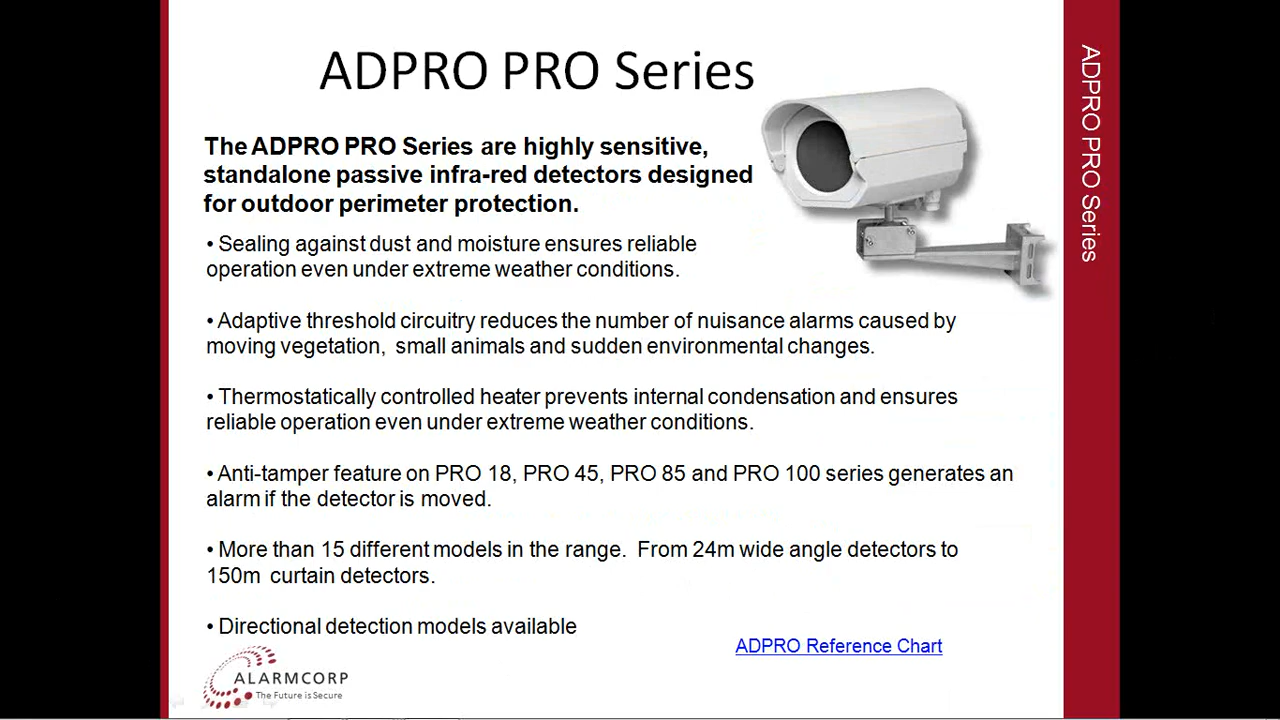 ADPRO PRO Series
ADPRO PRO Series
The ADPRO PRO Series are highly sensitive,
standalone passive infra-red detectors designed
for outdoor perimeter protection.
• Sealing against dust and moisture ensures reliable
operation even under extreme weather conditions.
• Adaptive threshold circuitry reduces the number of nuisance alarms caused by
moving vegetation, small animals and sudden environmental changes.
• Thermostatically controlled heater prevents internal condensation and ensures
reliable operation even under extreme weather conditions.
• Anti-tamper feature on PRO 18, PRO 45, PRO 85 and PRO 100 series generates an
alarm if the detector is moved.
• More than 15 different models in the range. From 24m wide angle detectors to
150m curtain detectors.
• Directional detection models available
ADPRO Reference Chart
ALARMCORP
The Future is Secure